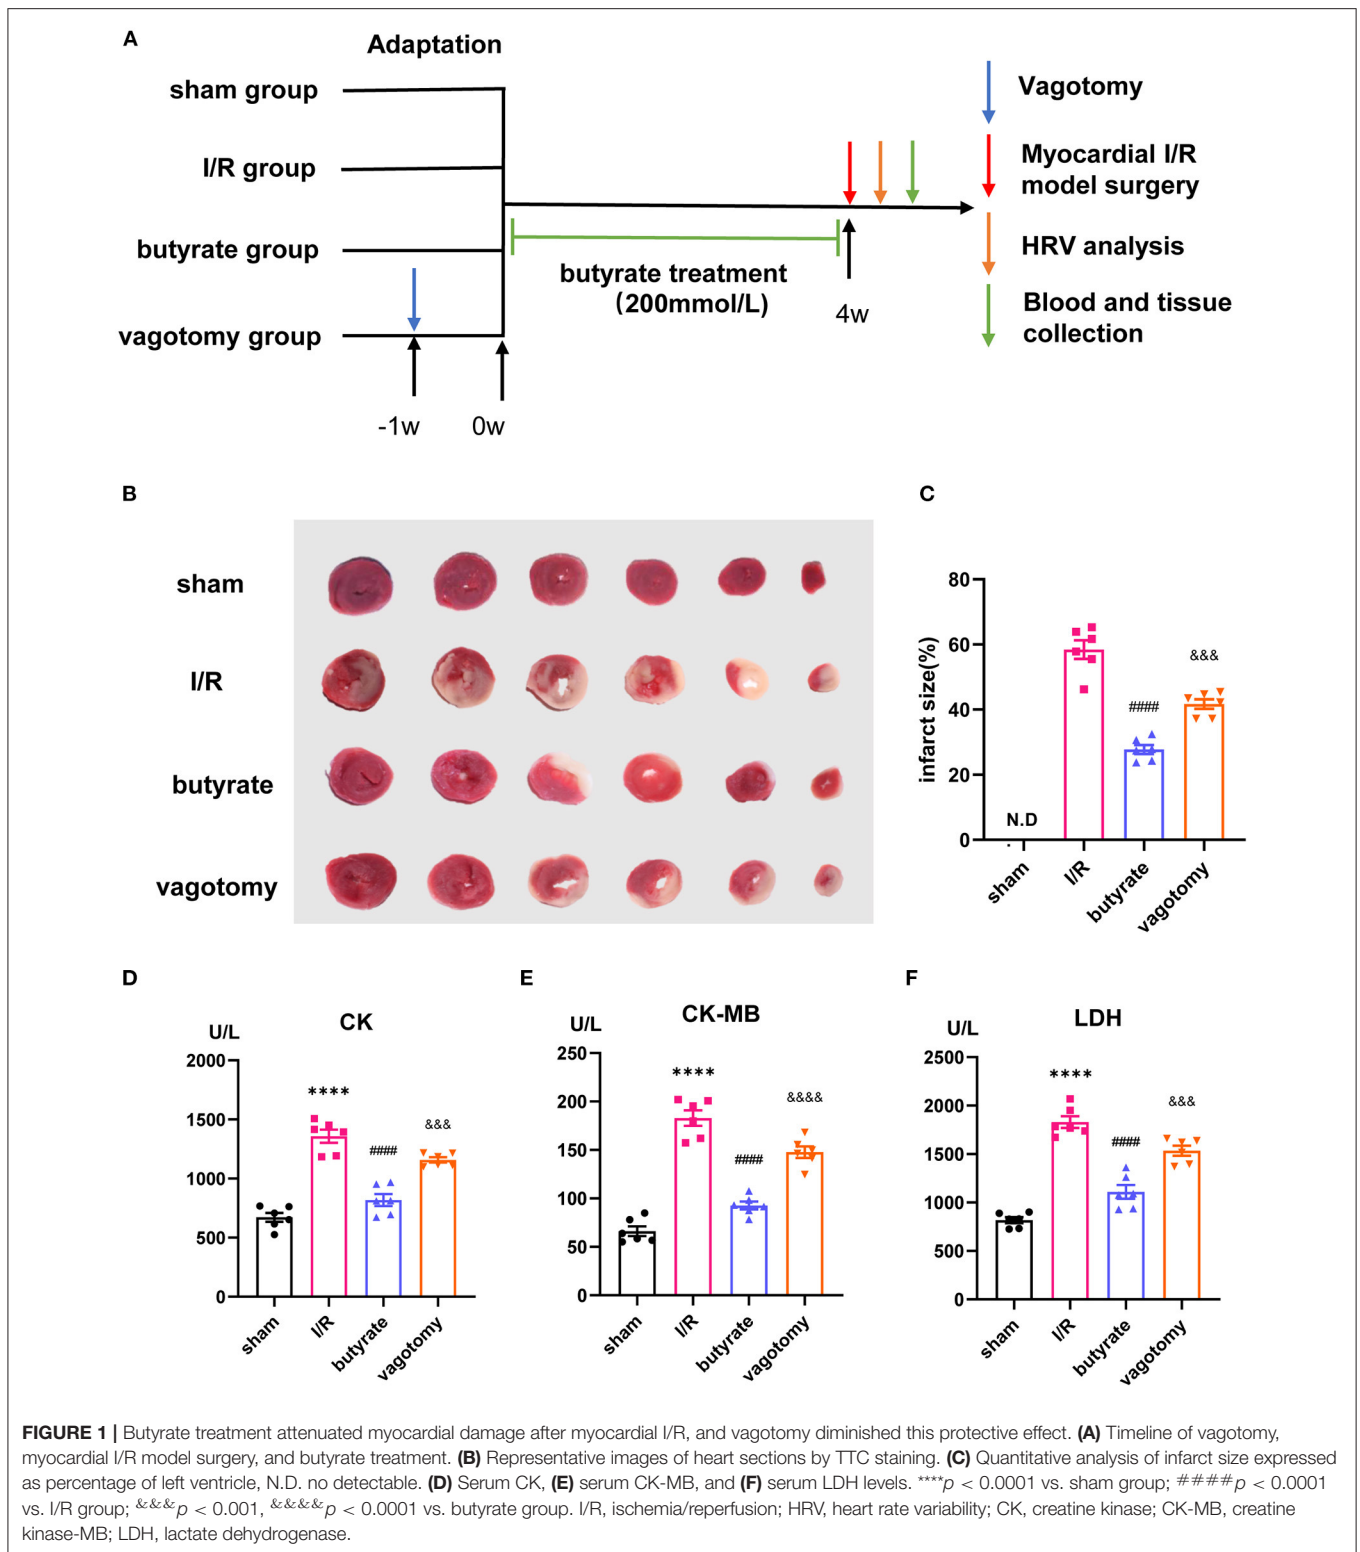 A
Adaptation
sham group
I/R group
butyrate group
vagotomy group
-1w
0w
butyrate treatment
(200mmol/L)
4w
Vagotomy
Myocardial I/R
model surgery
HRV analysis
Blood and tissue
collection
B
sham
I/R
butyrate
vagotomy
C
infarct size(%)
80
60
40
20
0
N.D
.
####
&&&
sham
I/R
butyrate
vagotomy
D
U/L
CK
2000
1500
1000
500
0
****
####
&&&
sham
I/R
butyrate
vagotomy
E
U/L
CK-MB
250
200
150
100
50
0
****
####
&&&&
sham
I/R
butyrate
vagotomy
F
U/L
LDH
2500
2000
1500
1000
500
0
****
####
&&&
sham
I/R
butyrate
vagotomy
FIGURE 1 | Butyrate treatment attenuated myocardial damage after myocardial I/R, and vagotomy diminished this protective effect. (A) Timeline of vagotomy,
myocardial I/R model surgery, and butyrate treatment. (B) Representative images of heart sections by TTC staining. (C) Quantitative analysis of infarct size expressed
as percentage of left ventricle, N.D. no detectable. (D) Serum CK, (E) serum CK-MB, and (F) serum LDH levels. ****p < 0.0001 vs. sham group; ####p < 0.0001
vs. I/R group; &&&p < 0.001, &&&&p < 0.0001 vs. butyrate group. I/R, ischemia/reperfusion; HRV, heart rate variability; CK, creatine kinase; CK-MB, creatine
kinase-MB; LDH, lactate dehydrogenase.